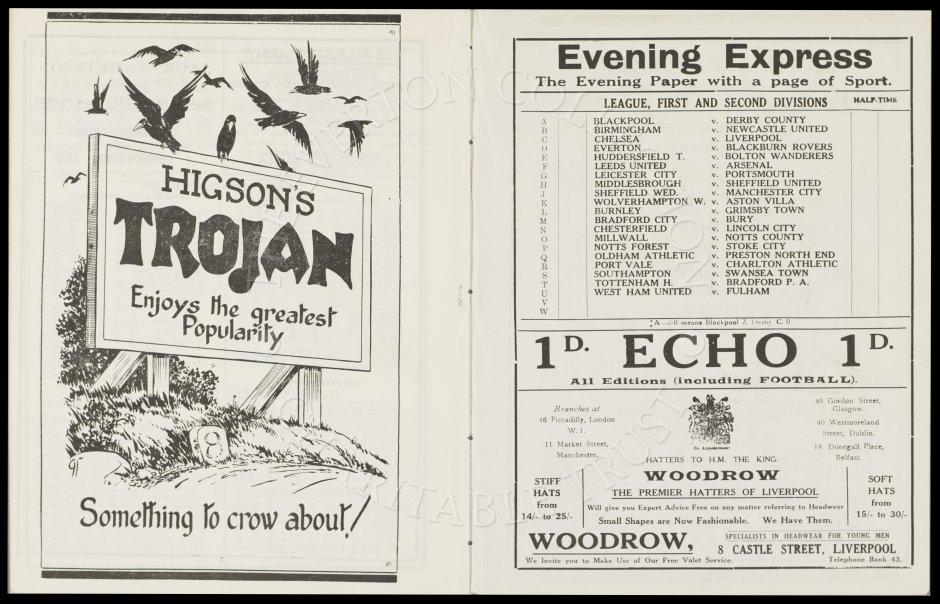 HIGSON'S
TROJAN
Enjoys the greatest
Popularity
Something to crow about!
Evening Express
The Evening Paper with a page of Sport.
LEAGUE, FIRST AND SECOND DIVISIONS HALF-TIME
A BLACKPOOL v. DERBY COUNTY
B BIRMINGHAM v. NEWCASTLE UNITED
C CHELSEA v. LIVERPOOL
D EVERTON v. BLACKBURN ROVERS
E HUDDERSFIELD T. v. BOLTON WANDERERS
F LEEDS UNITED v. ARSENAL
G LEICESTER CITY v. PORTSMOUTH
H MIDDLESBROUGH v. SHEFFIELD UNITED
J SHEFFIELD WED. v. MANCHESTER CITY
K WOLVERHAMPTON W. v. ASTON VILLA
L BURNLEY v. GRIMSBY TOWN
M BRADFORD CITY v. BURY
N CHESTERFIELD v. LINCOLN CITY
O MILLWALL v. NOTTS COUNTY
P NOTTS FOREST v. STOKE CITY
Q OLDHAM ATHLETIC v. PRESTON NORTH END
R PORT VALE v. CHARLTON ATHLETIC
S SOUTHAMPTON v. SWANSEA TOWN
T TOTTENHAM H. v. BRADFORD P. A.
U WEST HAM UNITED v. FULHAM
V
W
means Blackpool 2, Derby C. 0.
1D. ECHO 1D.
All Editions (including FOOTBALL).
Branches at
46 Piccadilly, London
W. 1.
11 Market Street,
Manchester.
By Appointment
HATTERS TO H.M. THE KING.
45 Gordon Street,
Glasgow.
40 Westmoreland
Street, Dublin.
18 Donegall Place,
Belfast.
STIFF
HATS
from
14/- to 25/-
WOODROW
THE PREMIER HATTERS OF LIVERPOOL
Will give you Expert Advice Free on any matter referring to Headwear
Small Shapes are Now Fashionable. We Have Them.
SOFT
HATS
from
15/- to 30/-
WOODROW,
SPECIALISTS IN HEADWEAR FOR YOUNG MEN
8 CASTLE STREET, LIVERPOOL
We Invite you to Make Use of Our Free Valet Service. Telephone Bank 43.